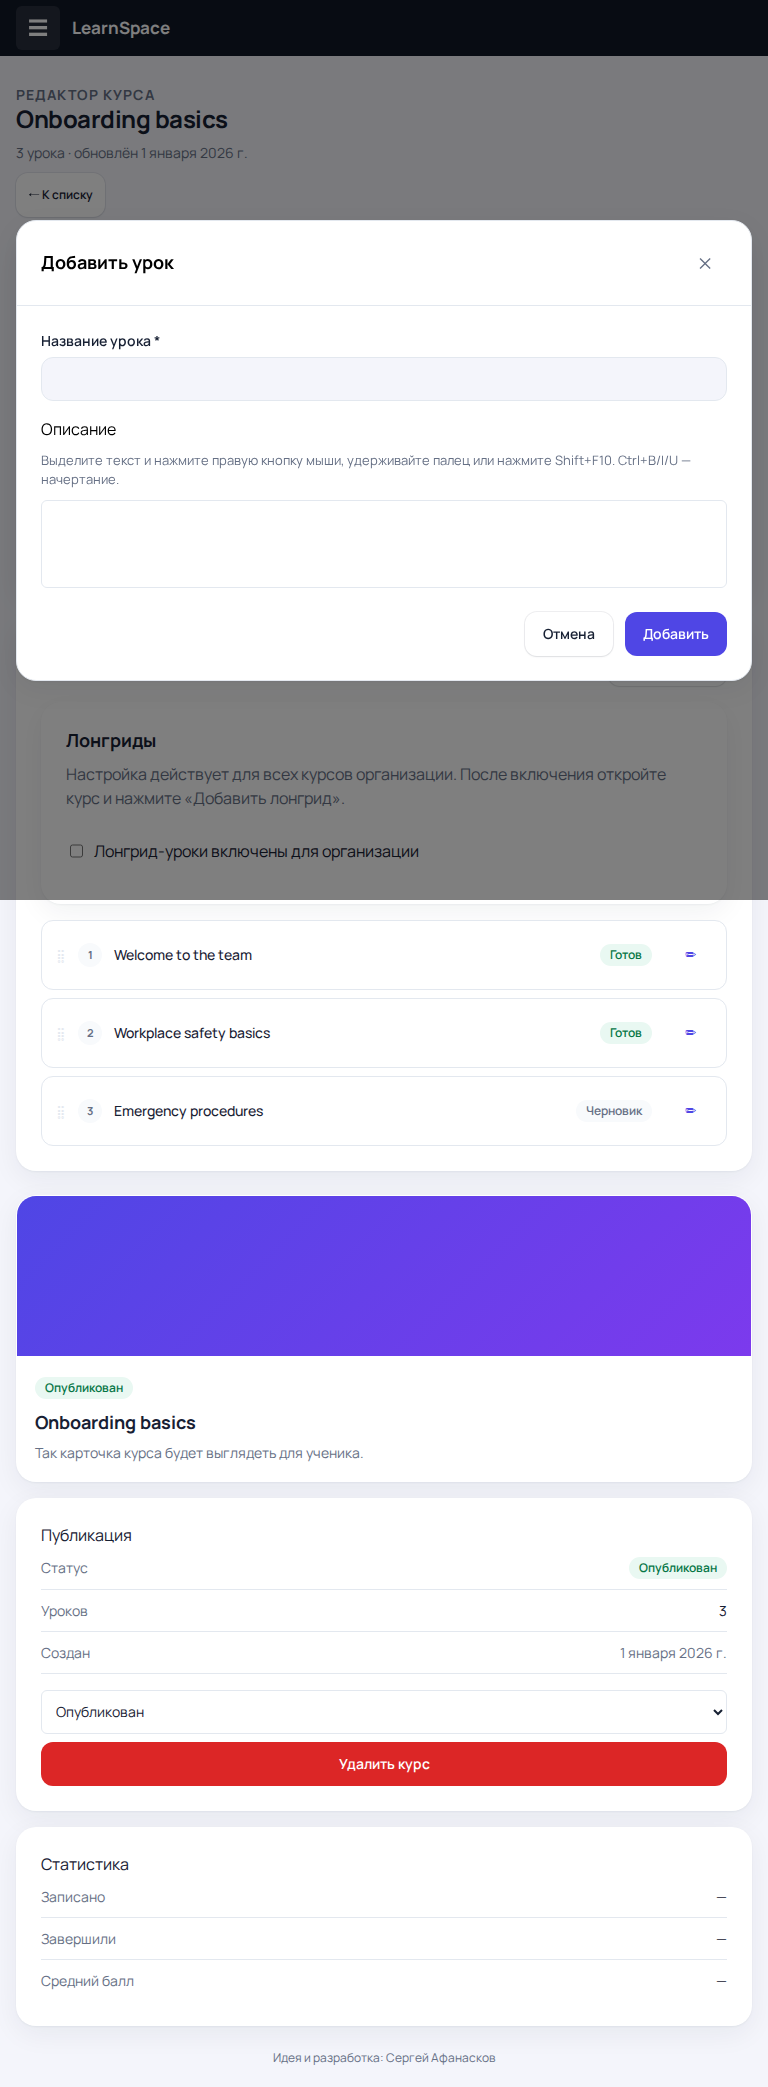 ☰ LearnSpace
РЕДАКТОР КУРСА
Onboarding basics
3 урока · обновлён 1 января 2026 г.
← К списку
Добавить урок
×
Название урока *
Описание
Выделите текст и нажмите правую кнопку мыши, удерживайте палец или нажмите Shift+F10. Ctrl+B/I/U —
начертание.
Отмена
Добавить
Лонгриды
Настройка действует для всех курсов организации. После включения откройте
курс и нажмите «Добавить лонгрид».
Лонгрид-уроки включены для организации
1 Welcome to the team Готов
2 Workplace safety basics Готов
3 Emergency procedures Черновик
Опубликован
Onboarding basics
Так карточка курса будет выглядеть для ученика.
Публикация
Статус Опубликован
Уроков 3
Создан 1 января 2026 г.
Опубликован
Удалить курс
Статистика
Записано —
Завершили —
Средний балл —
Идея и разработка: Сергей Афанасков